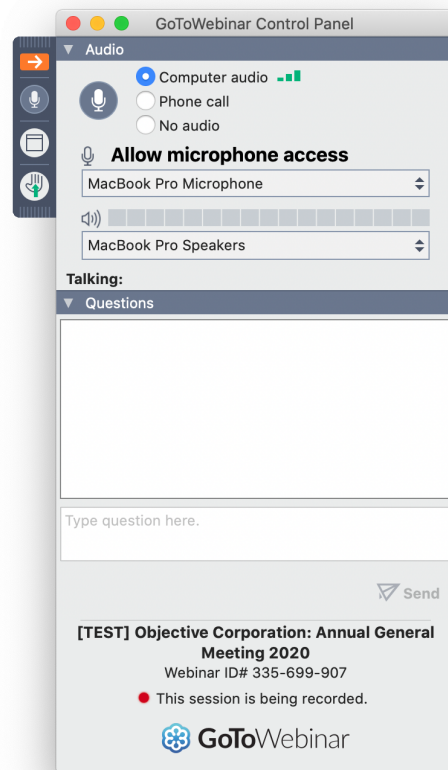 GoToWebinar Control Panel
Audio
Computer audio
Phone call
No audio
Allow microphone access
MacBook Pro Microphone
MacBook Pro Speakers
Talking:
Questions
Type question here.
Send
[TEST] Objective Corporation: Annual General
Meeting 2020
Webinar ID# 335-699-907
This session is being recorded.
GoToWebinar